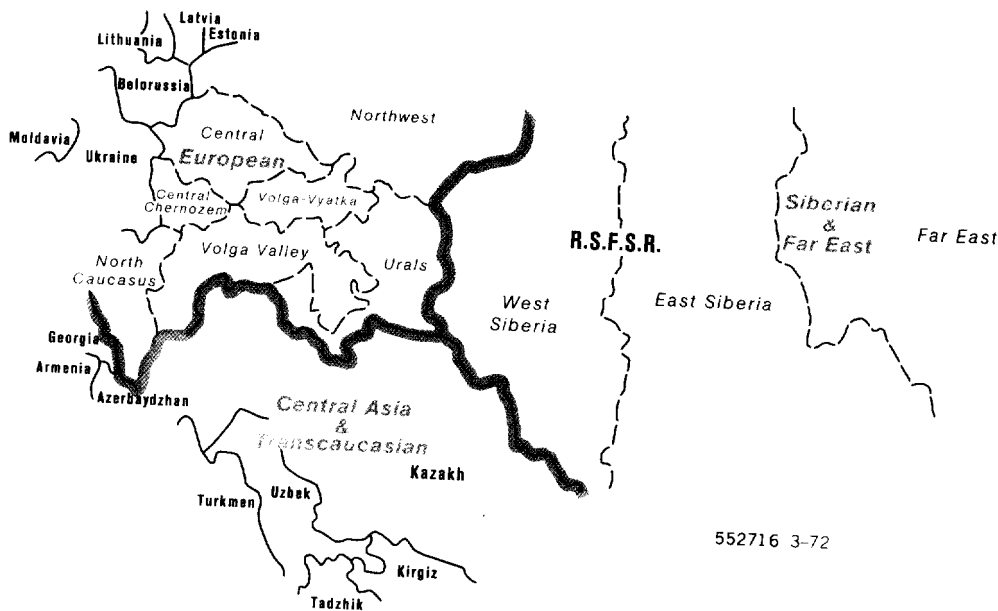 Latvia
Lithuania
Estonia
Belorussia
Northwest
Central
European
Moldavia
Ukraine
Central
Chernozem
Volga-Vyatka
Siberian
&
Far East
Far East
R.S.F.S.R.
Volga Valley
North
Caucasus
Urals
West
Siberia
East Siberia
Georgia
Armenia
Azerbaydzhan
Central Asia
&
Transcaucasian
Kazakh
Turkmen
Uzbek
Kirgiz
Tadzhik
552716 3-72